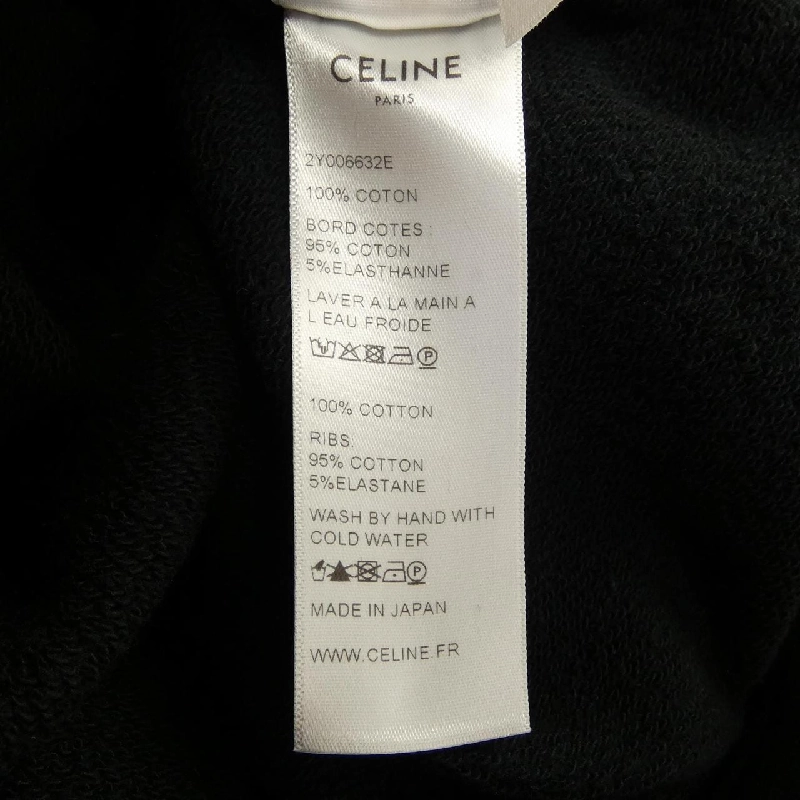 CELINE
PARIS
2Y006632E
100% COTON
BORD COTES :
95% COTON
5%ELASTHANNE
LAVER A LA MAIN A
L EAU FROIDE
P
100% COTTON
RIBS:
95% COTTON
5%ELASTANE
WASH BY HAND WITH
COLD WATER
P
MADE IN JAPAN
WWW.CELINE.FR